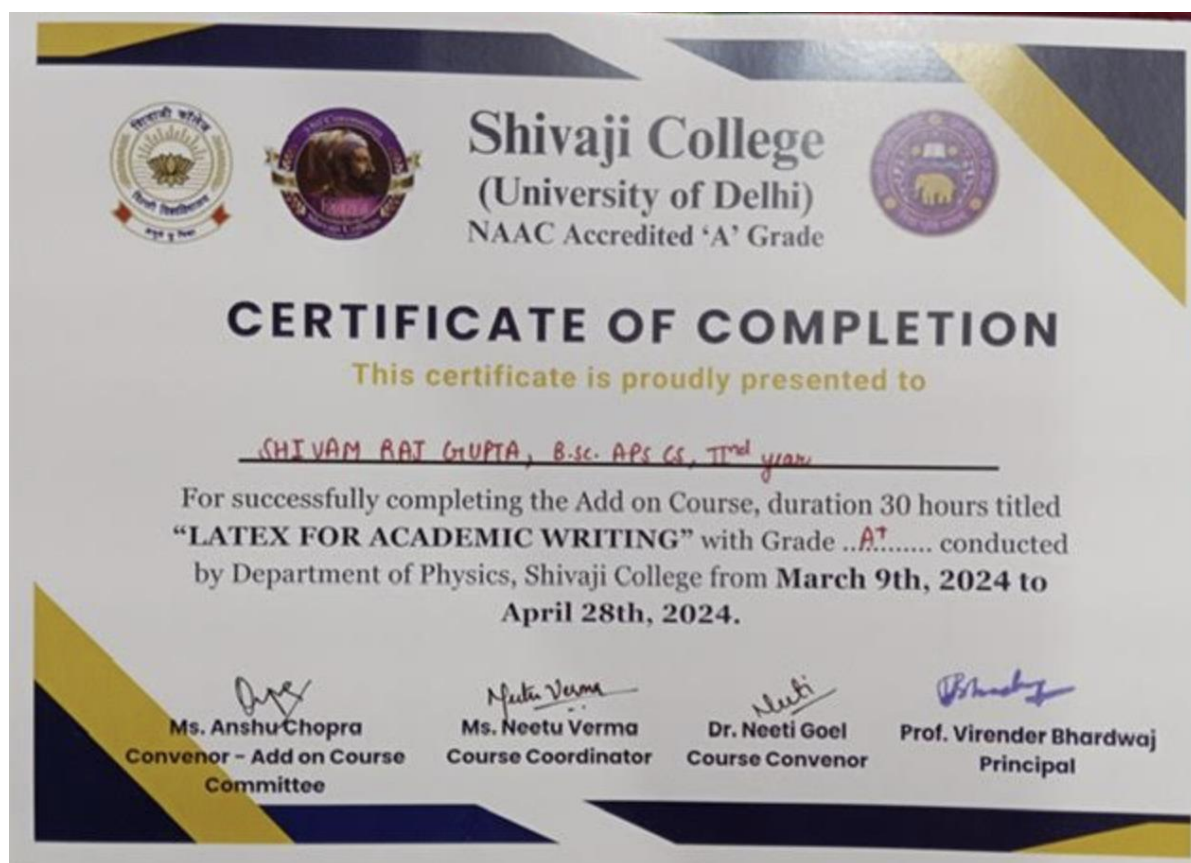 शिवाजी कॉलेज
दिल्ली विश्वविद्यालय
Shivaji College
(University of Delhi)
NAAC Accredited ‘A’ Grade
CERTIFICATE OF COMPLETION
This certificate is proudly presented to
SHIVAM RAJ GUPTA, B.Sc. APS CS, IInd year
For successfully completing the Add on Course, duration 30 hours titled
“LATEX FOR ACADEMIC WRITING” with Grade ..A+........ conducted
by Department of Physics, Shivaji College from March 9th, 2024 to
April 28th, 2024.
Neetu Verma
Neeti
Ms. Anshu Chopra
Ms. Neetu Verma
Dr. Neeti Goel
Prof. Virender Bhardwaj
Convenor – Add on Course
Course Coordinator
Course Convenor
Principal
Committee